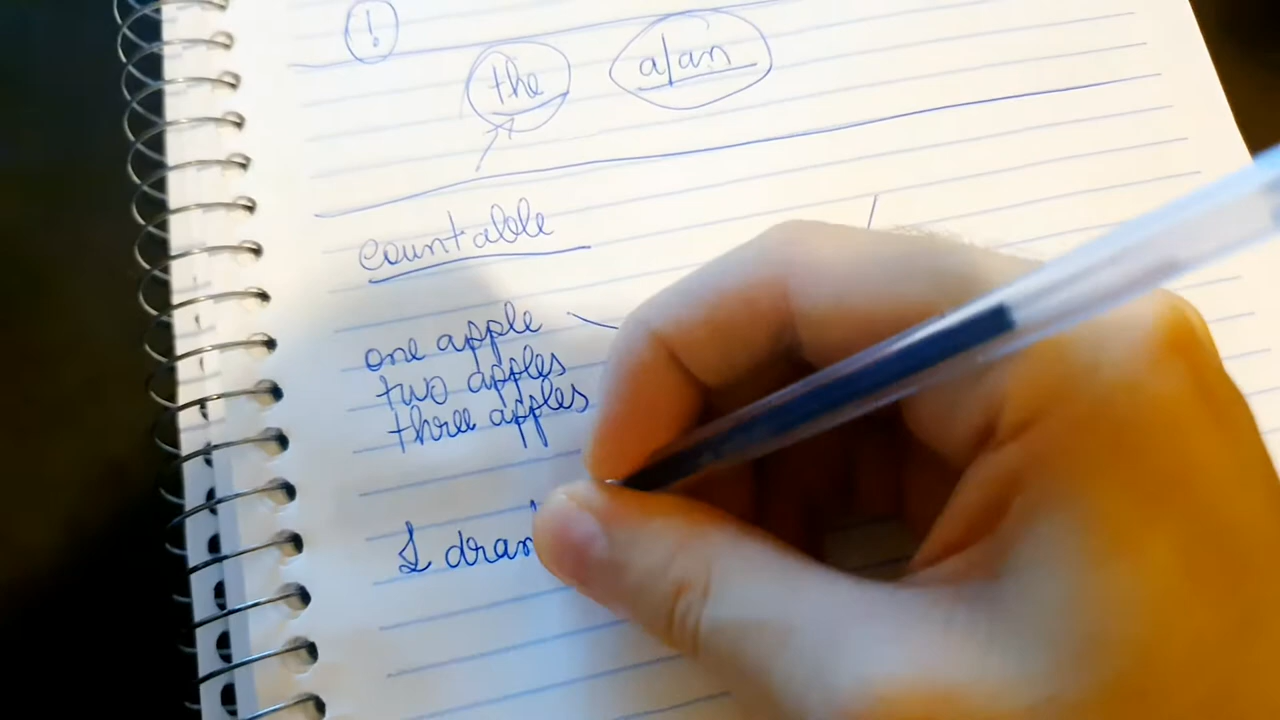 !
the a/an
countable
one apple
two apples
three apples
I dran